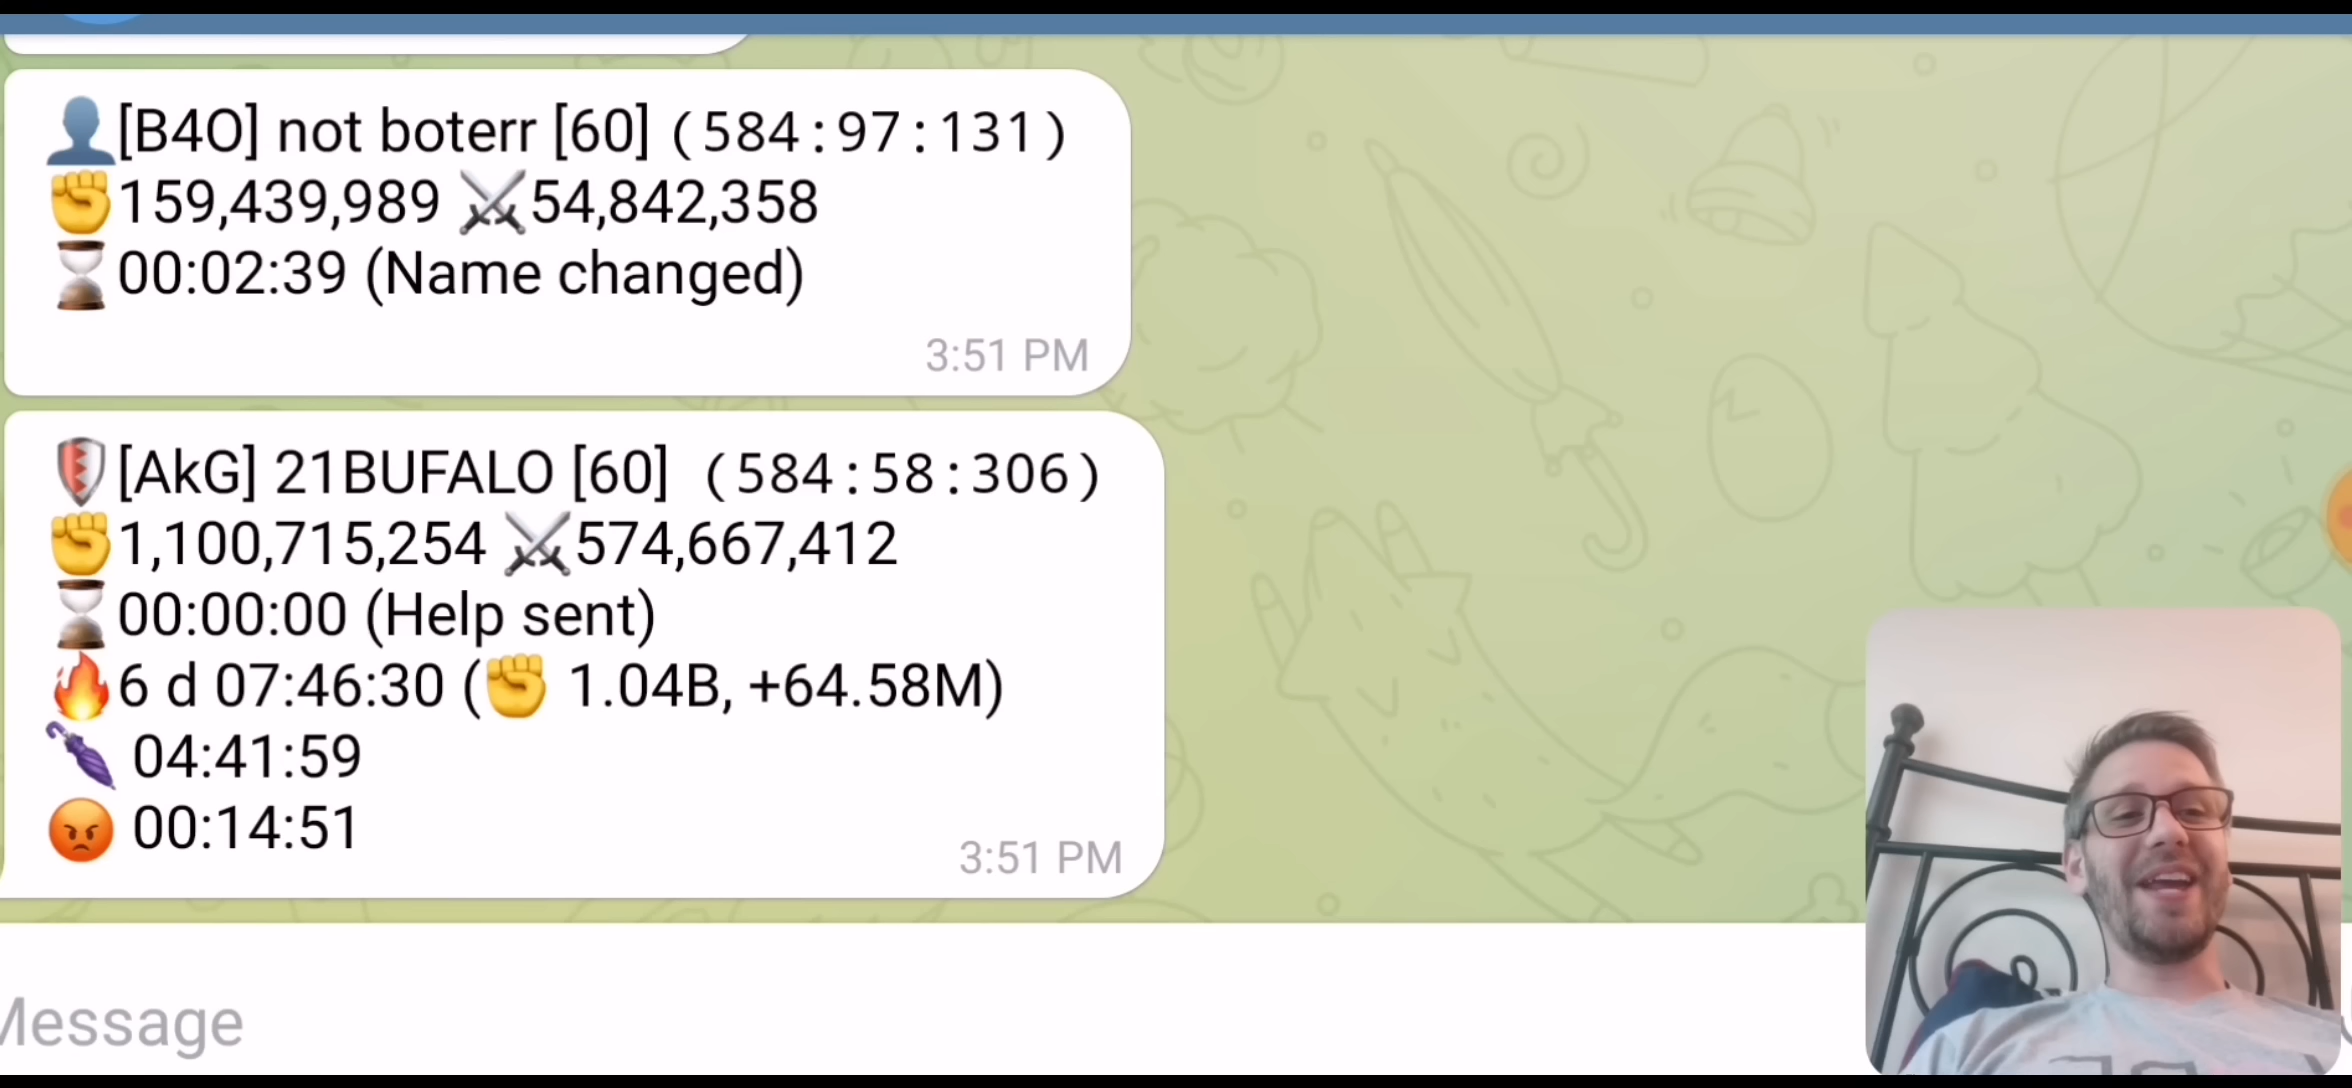 [B4O] not boterr [60] (584:97:131)
159,439,989 54,842,358
00:02:39 (Name changed)
3:51 PM
[AkG] 21BUFALO [60] (584:58:306)
1,100,715,254 574,667,412
00:00:00 (Help sent)
6 d 07:46:30 ( 1.04B, +64.58M)
04:41:59
00:14:51
3:51 PM
Message